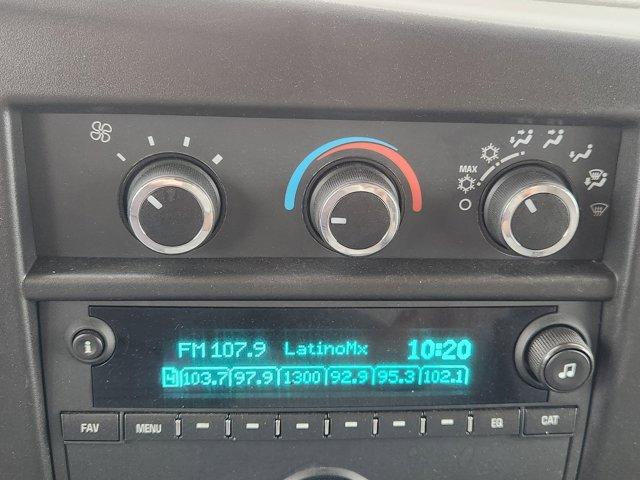 MAX
FM 107.9 LatinoMx 10:20
4 103.7 97.9 1300 92.9 95.3 102.1
i
FAV MENU EQ CAT